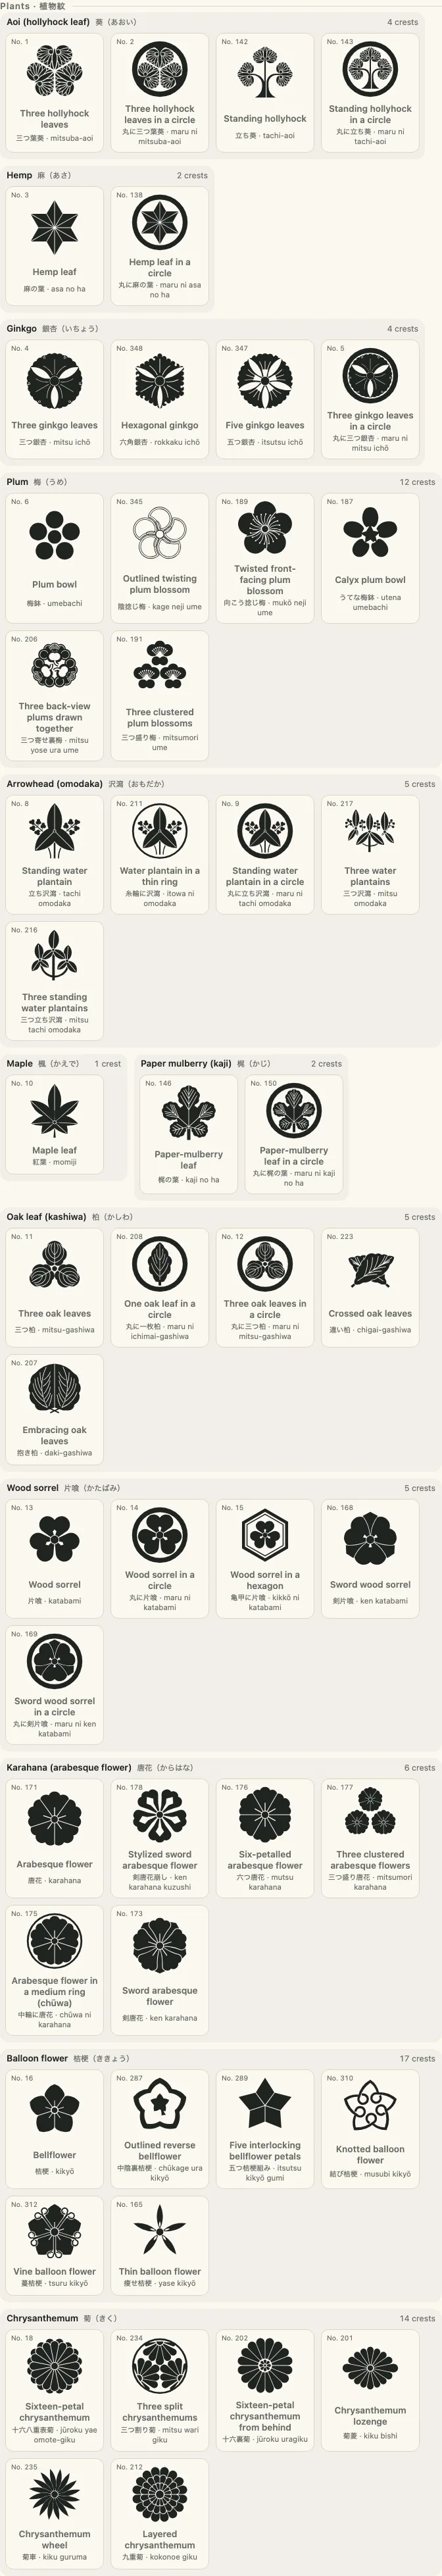 Plants · 植物紋
Aoi (hollyhock leaf) 葵（あおい） 4 crests
No. 1
Three hollyhock
leaves
三つ葉葵 · mitsuba-aoi
No. 2
Three hollyhock
leaves in a circle
丸に三つ葉葵 · maru ni
mitsuba-aoi
No. 142
Standing hollyhock
立ち葵 · tachi-aoi
No. 143
Standing hollyhock
in a circle
丸に立ち葵 · maru ni
tachi-aoi
Hemp 麻（あさ） 2 crests
No. 3
Hemp leaf
麻の葉 · asa no ha
No. 138
Hemp leaf in a
circle
丸に麻の葉 · maru ni asa
no ha
Ginkgo 銀杏（いちょう） 4 crests
No. 4
Three ginkgo leaves
三つ銀杏 · mitsu ichō
No. 348
Hexagonal ginkgo
六角銀杏 · rokkaku ichō
No. 347
Five ginkgo leaves
五つ銀杏 · itsutsu ichō
No. 5
Three ginkgo leaves
in a circle
丸に三つ銀杏 · maru ni
mitsu ichō
Plum 梅（うめ） 12 crests
No. 6
Plum bowl
梅鉢 · umebachi
No. 345
Outlined twisting
plum blossom
陰捻じ梅 · kage neji ume
No. 189
Twisted front-
facing plum
blossom
向こう捻じ梅 · mukō neji
ume
No. 187
Calyx plum bowl
うてな梅鉢 · utena
umebachi
No. 206
Three back-view
plums drawn
together
三つ寄せ裏梅 · mitsu
yose ura ume
No. 191
Three clustered
plum blossoms
三つ盛り梅 · mitsumori
ume
Arrowhead (omodaka) 沢瀉（おもだか） 5 crests
No. 8
Standing water
plantain
立ち沢瀉 · tachi
omodaka
No. 211
Water plantain in a
thin ring
糸輪に沢瀉 · itowa ni
omodaka
No. 9
Standing water
plantain in a circle
丸に立ち沢瀉 · maru ni
tachi omodaka
No. 217
Three water
plantains
三つ沢瀉 · mitsu
omodaka
No. 216
Three standing
water plantains
三つ立ち沢瀉 · mitsu
tachi omodaka
Maple 楓（かえで） 1 crest
No. 10
Maple leaf
紅葉 · momiji
Paper mulberry (kaji) 梶（かじ） 2 crests
No. 146
Paper-mulberry
leaf
梶の葉 · kaji no ha
No. 150
Paper-mulberry
leaf in a circle
丸に梶の葉 · maru ni kaji
no ha
Oak leaf (kashiwa) 柏（かしわ） 5 crests
No. 11
Three oak leaves
三つ柏 · mitsu-gashiwa
No. 208
One oak leaf in a
circle
丸に一枚柏 · maru ni
ichimai-gashiwa
No. 12
Three oak leaves in
a circle
丸に三つ柏 · maru ni
mitsu-gashiwa
No. 223
Crossed oak leaves
違い柏 · chigai-gashiwa
No. 207
Embracing oak
leaves
抱き柏 · daki-gashiwa
Wood sorrel 片喰（かたばみ） 5 crests
No. 13
Wood sorrel
片喰 · katabami
No. 14
Wood sorrel in a
circle
丸に片喰 · maru ni
katabami
No. 15
Wood sorrel in a
hexagon
亀甲に片喰 · kikkō ni
katabami
No. 168
Sword wood sorrel
剣片喰 · ken katabami
No. 169
Sword wood sorrel
in a circle
丸に剣片喰 · maru ni ken
katabami
Karahana (arabesque flower) 唐花（からはな） 6 crests
No. 171
Arabesque flower
唐花 · karahana
No. 178
Stylized sword
arabesque flower
剣唐花崩し · ken
karahana kuzushi
No. 176
Six-petalled
arabesque flower
六つ唐花 · mutsu
karahana
No. 177
Three clustered
arabesque flowers
三つ盛り唐花 · mitsumori
karahana
No. 175
Arabesque flower in
a medium ring
(chūwa)
中輪に唐花 · chūwa ni
karahana
No. 173
Sword arabesque
flower
剣唐花 · ken karahana
Balloon flower 桔梗（ききょう） 17 crests
No. 16
Bellflower
桔梗 · kikyō
No. 287
Outlined reverse
bellflower
中陰裏桔梗 · chūkage ura
kikyō
No. 289
Five interlocking
bellflower petals
五つ桔梗組み · itsutsu
kikyō gumi
No. 310
Knotted balloon
flower
結び桔梗 · musubi kikyō
No. 312
Vine balloon flower
蔓桔梗 · tsuru kikyō
No. 165
Thin balloon flower
痩せ桔梗 · yase kikyō
Chrysanthemum 菊（きく） 14 crests
No. 18
Sixteen-petal
chrysanthemum
十六八重表菊 · jūroku yae
omote-giku
No. 234
Three split
chrysanthemums
三つ割り菊 · mitsu wari
giku
No. 202
Sixteen-petal
chrysanthemum
from behind
十六裏菊 · jūroku uragiku
No. 201
Chrysanthemum
lozenge
菊菱 · kiku bishi
No. 235
Chrysanthemum
wheel
菊車 · kiku guruma
No. 212
Layered
chrysanthemum
九重菊 · kokonoe giku